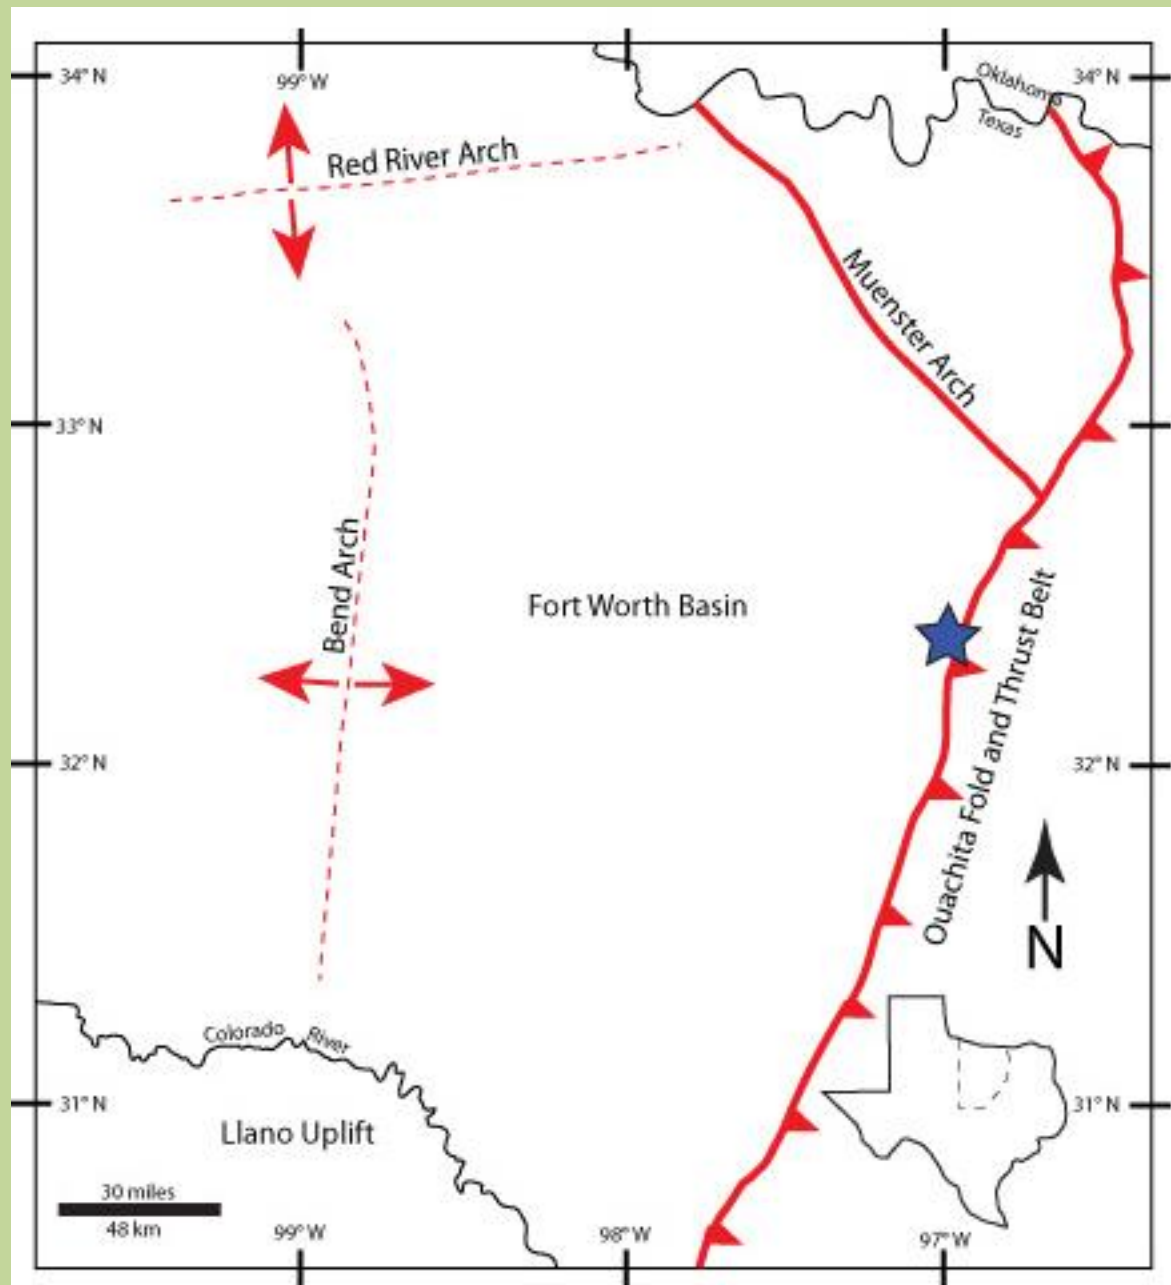 34° N
99° W
Oklahoma
34° N
Texas
Red River Arch
Muenster Arch
33° N
Bend Arch
Fort Worth Basin
Ouachita Fold and Thrust Belt
32° N
32° N
N
Colorado River
31° N
31° N
Llano Uplift
30 miles
48 km
99° W
98° W
97° W